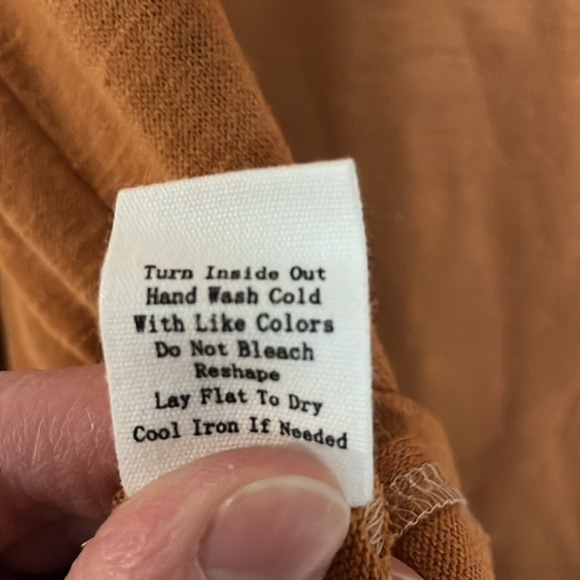 Turn Inside Out
Hand Wash Cold
With Like Colors
Do Not Bleach
Reshape
Lay Flat To Dry
Cool Iron If Needed